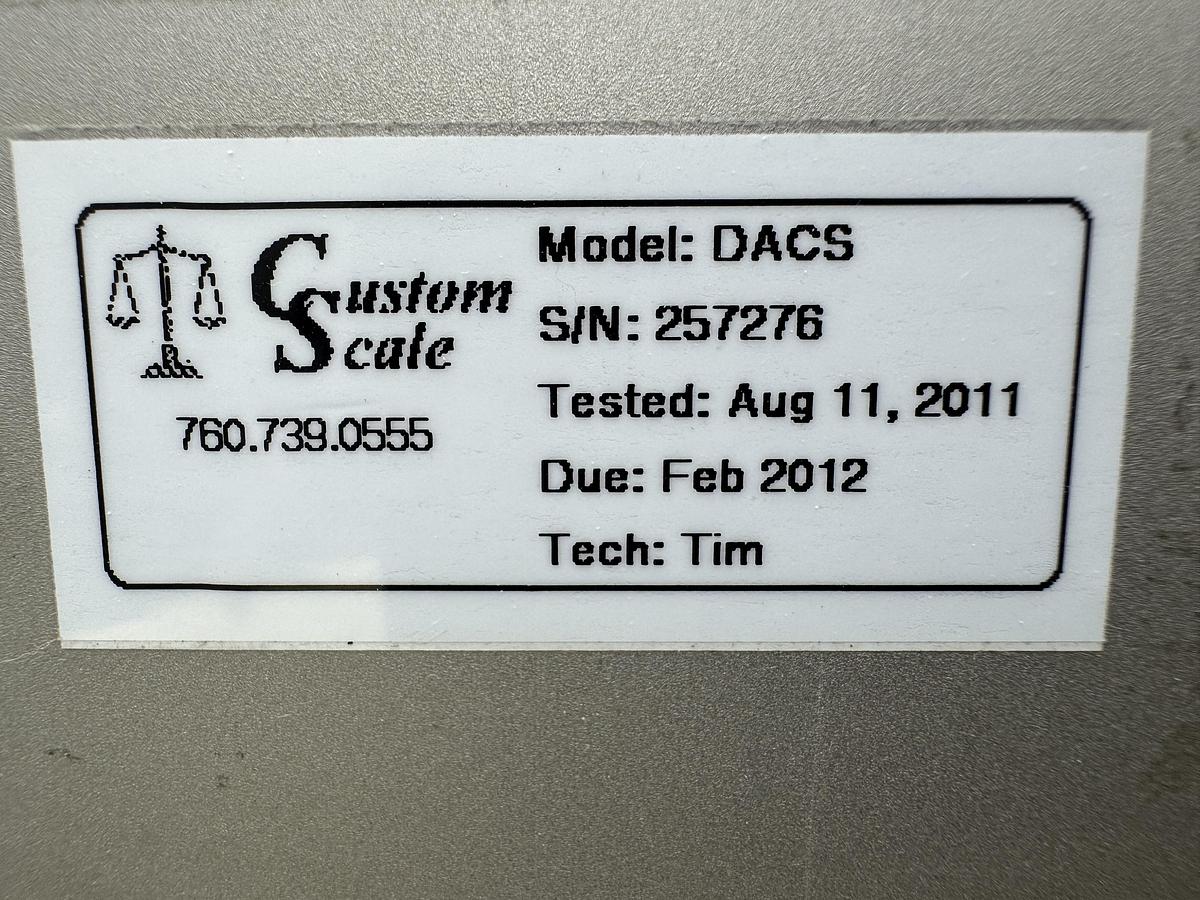 Custom
Scale
760.739.0555
Model: DACS
S/N: 257276
Tested: Aug 11, 2011
Due: Feb 2012
Tech: Tim